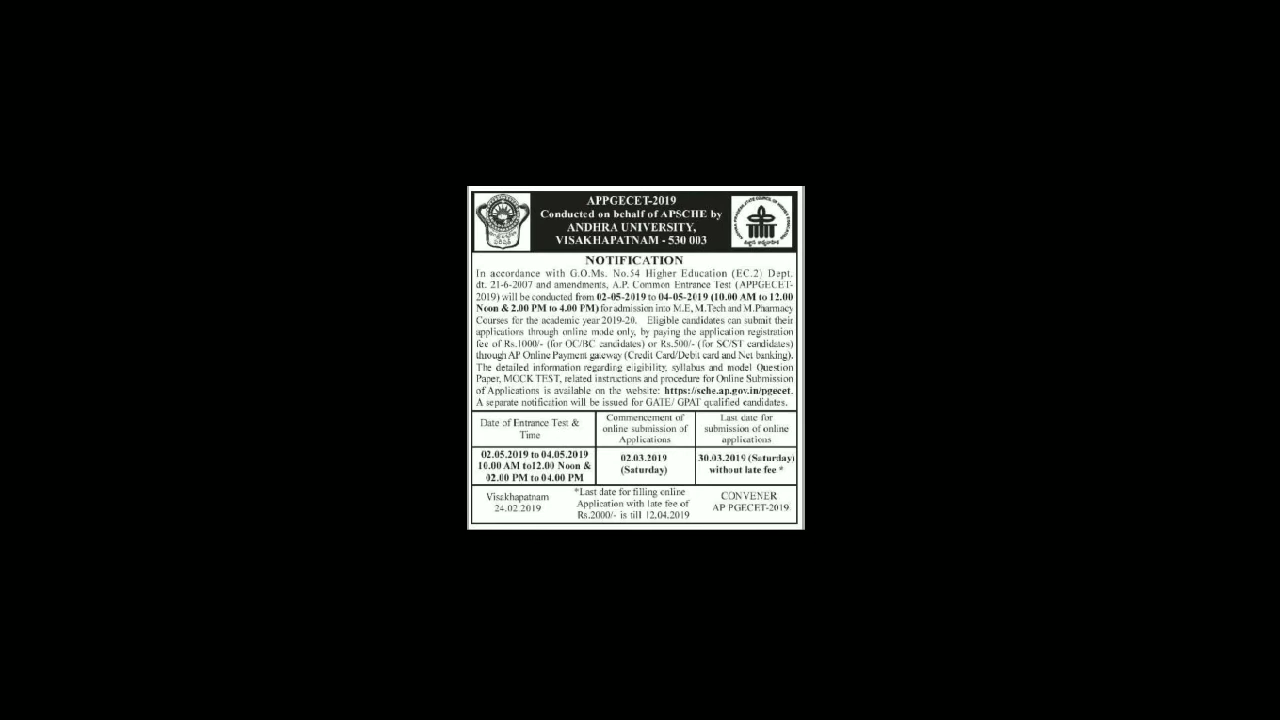 APPGECET-2019
Conducted on behalf of APSCHE by
ANDHRA UNIVERSITY,
VISAKHAPATNAM - 530 003
NOTIFICATION
In accordance with G.O.Ms. No.54 Higher Education (EC.2) Dept.
dt. 21-6-2007 and amendments, A.P. Common Entrance Test (APPGECET-
2019) will be conducted from 02-05-2019 to 04-05-2019 (10.00 AM to 12.00
Noon & 2.00 PM to 4.00 PM) for admission into M.E, M.Tech and M.Pharmacy
Courses for the academic year 2019-20. Eligible candidates can submit their
applications through online mode only, by paying the application registration
fee of Rs.1000/- (for OC/BC candidates) or Rs.500/- (for SC/ST candidates)
through AP Online Payment gateway (Credit Card/Debit card and Net banking).
The detailed information regarding eligibility, syllabus and model Question
Paper, MOCK TEST, related instructions and procedure for Online Submission
of Applications is available on the website: https://sche.ap.gov.in/pgecet.
A separate notification will be issued for GATE/ GPAT qualified candidates.
Date of Entrance Test &
Time
Commencement of
online submission of
Applications
Last date for
submission of online
applications
02.05.2019 to 04.05.2019
10.00 AM to12.00 Noon &
02.00 PM to 04.00 PM
02.03.2019
(Saturday)
30.03.2019 (Saturday)
without late fee *
Visakhapatnam
24.02.2019
*Last date for filling online
Application with late fee of
Rs.2000/- is till 12.04.2019
CONVENER
AP PGECET-2019